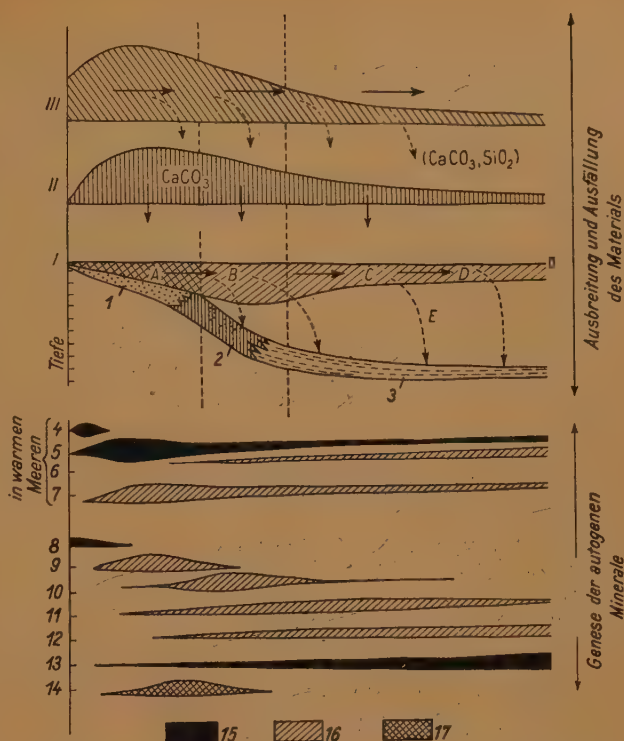 III
(CaCO₃, SiO₂)
II
CaCO₃
I
A
B
C
D
E
1
2
3
Tiefe
Ausbreitung und Ausfällung
des Materials
in warmen
Meeren
4
5
6
7
8
9
10
11
12
13
14
Genese der autogenen
Minerale
15
16
17